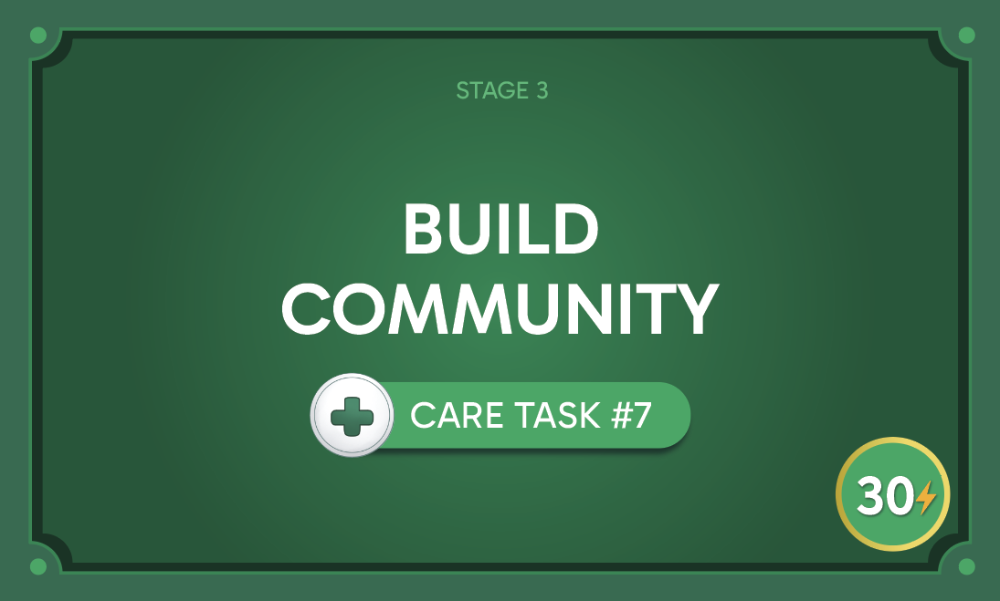 STAGE 3
BUILD
COMMUNITY
CARE TASK #7
30⚡